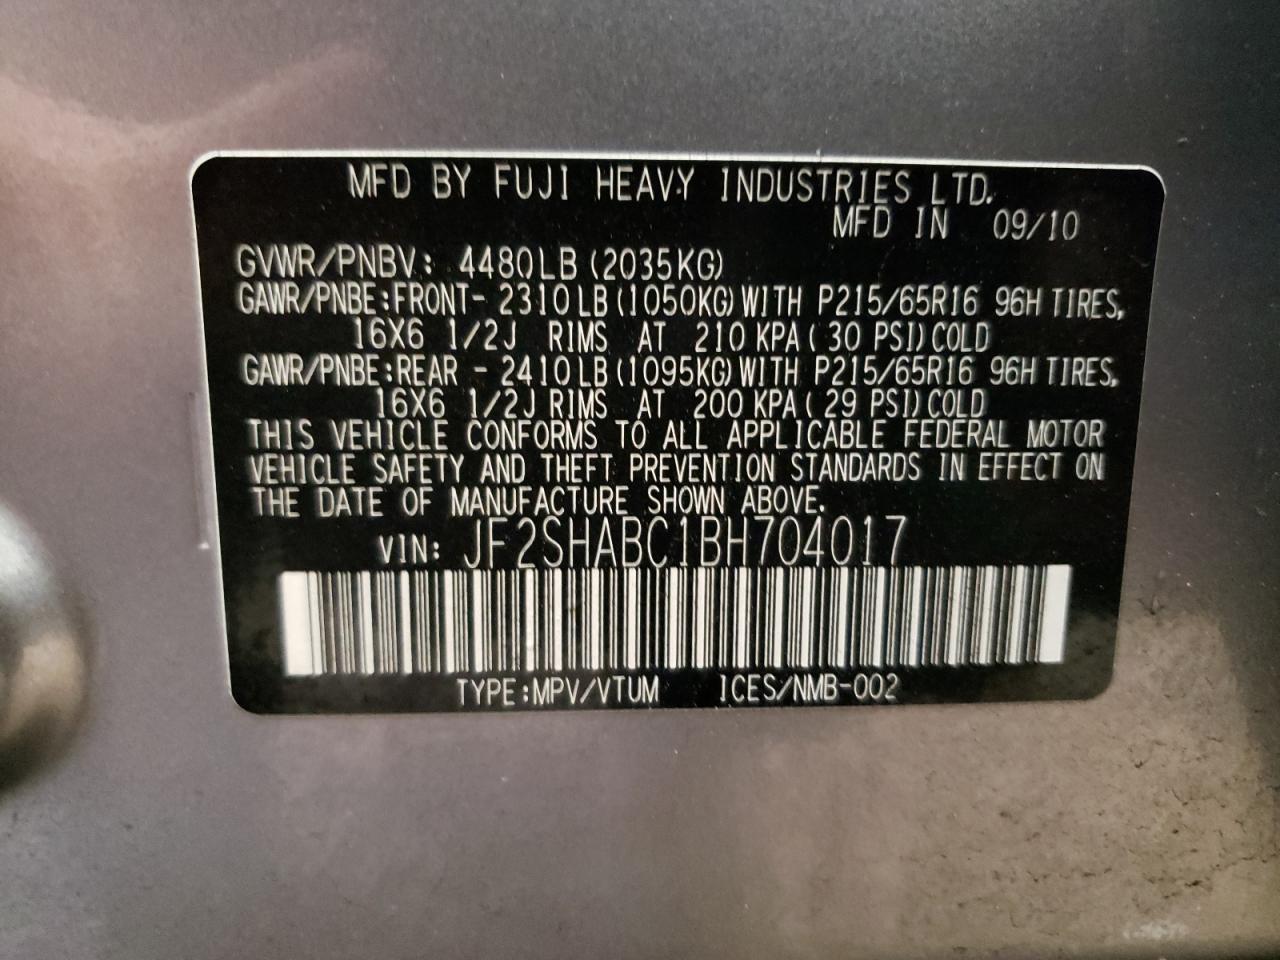 MFD BY FUJI HEAVY INDUSTRIES LTD.
MFD IN 09/10
GVWR/PNBV: 4480LB (2035KG)
GAWR/PNBE:FRONT- 2310LB(1050KG)WITH P215/65R16 96H TIRES,
16X6 1/2J RIMS AT 210 KPA(30 PSI)COLD
GAWR/PNBE:REAR - 2410LB(1095KG)WITH P215/65R16 96H TIRES,
16X6 1/2J RIMS AT 200 KPA(29 PSI)COLD
THIS VEHICLE CONFORMS TO ALL APPLICABLE FEDERAL MOTOR
VEHICLE SAFETY AND THEFT PREVENTION STANDARDS IN EFFECT ON
THE DATE OF MANUFACTURE SHOWN ABOVE.
VIN: JF2SHABC1BH704017
TYPE:MPV/VTUM ICES/NMB-002